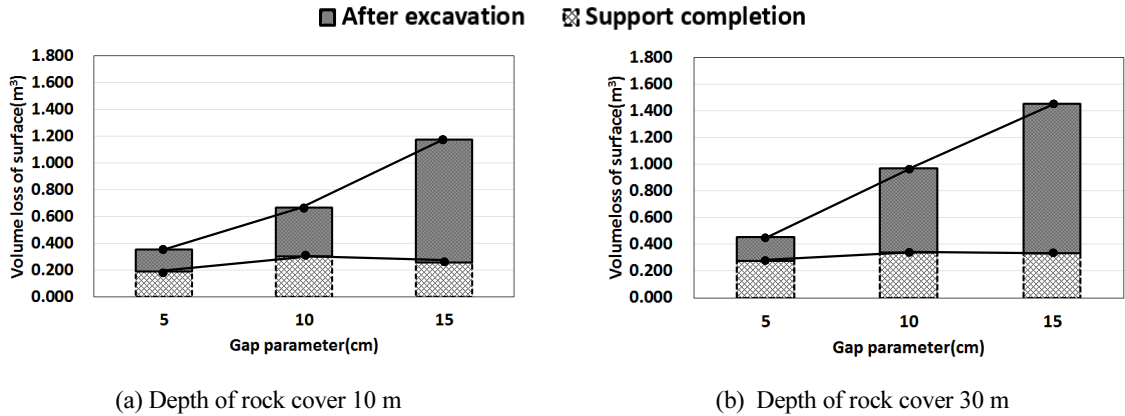 After excavation
Support completion
Volume loss of surface(m³)
1.800
1.600
1.400
1.200
1.000
0.800
0.600
0.400
0.200
0.000
5 10 15
Gap parameter(cm)
(a) Depth of rock cover 10 m
Volumeloss of surface(m³)
1.800
1.600
1.400
1.200
1.000
0.800
0.600
0.400
0.200
0.000
5 10 15
Gap parameter(cm)
(b) Depth of rock cover 30 m